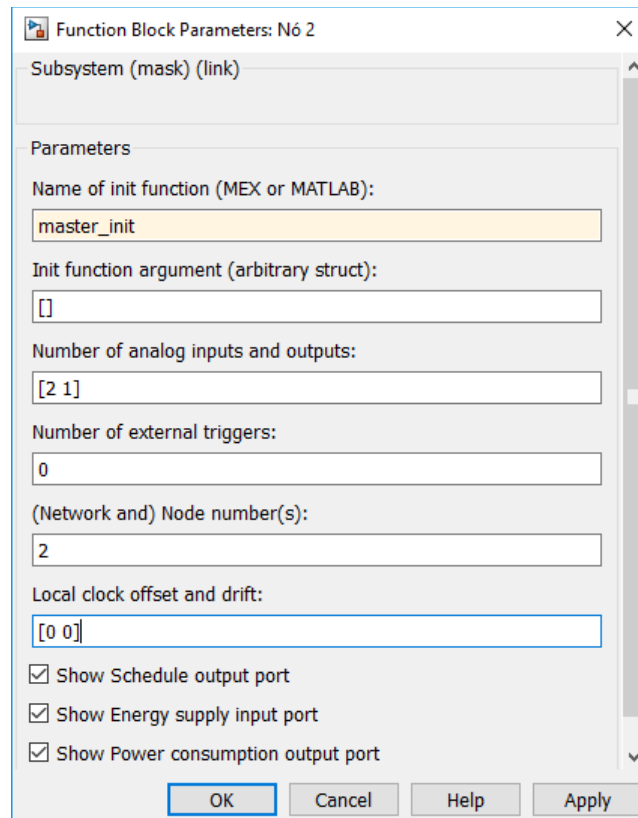 Function Block Parameters: Nó 2
Subsystem (mask) (link)
Parameters
Name of init function (MEX or MATLAB):
master_init
Init function argument (arbitrary struct):
[]
Number of analog inputs and outputs:
[2 1]
Number of external triggers:
0
(Network and) Node number(s):
2
Local clock offset and drift:
[0 0]
Show Schedule output port
Show Energy supply input port
Show Power consumption output port
OK Cancel Help Apply